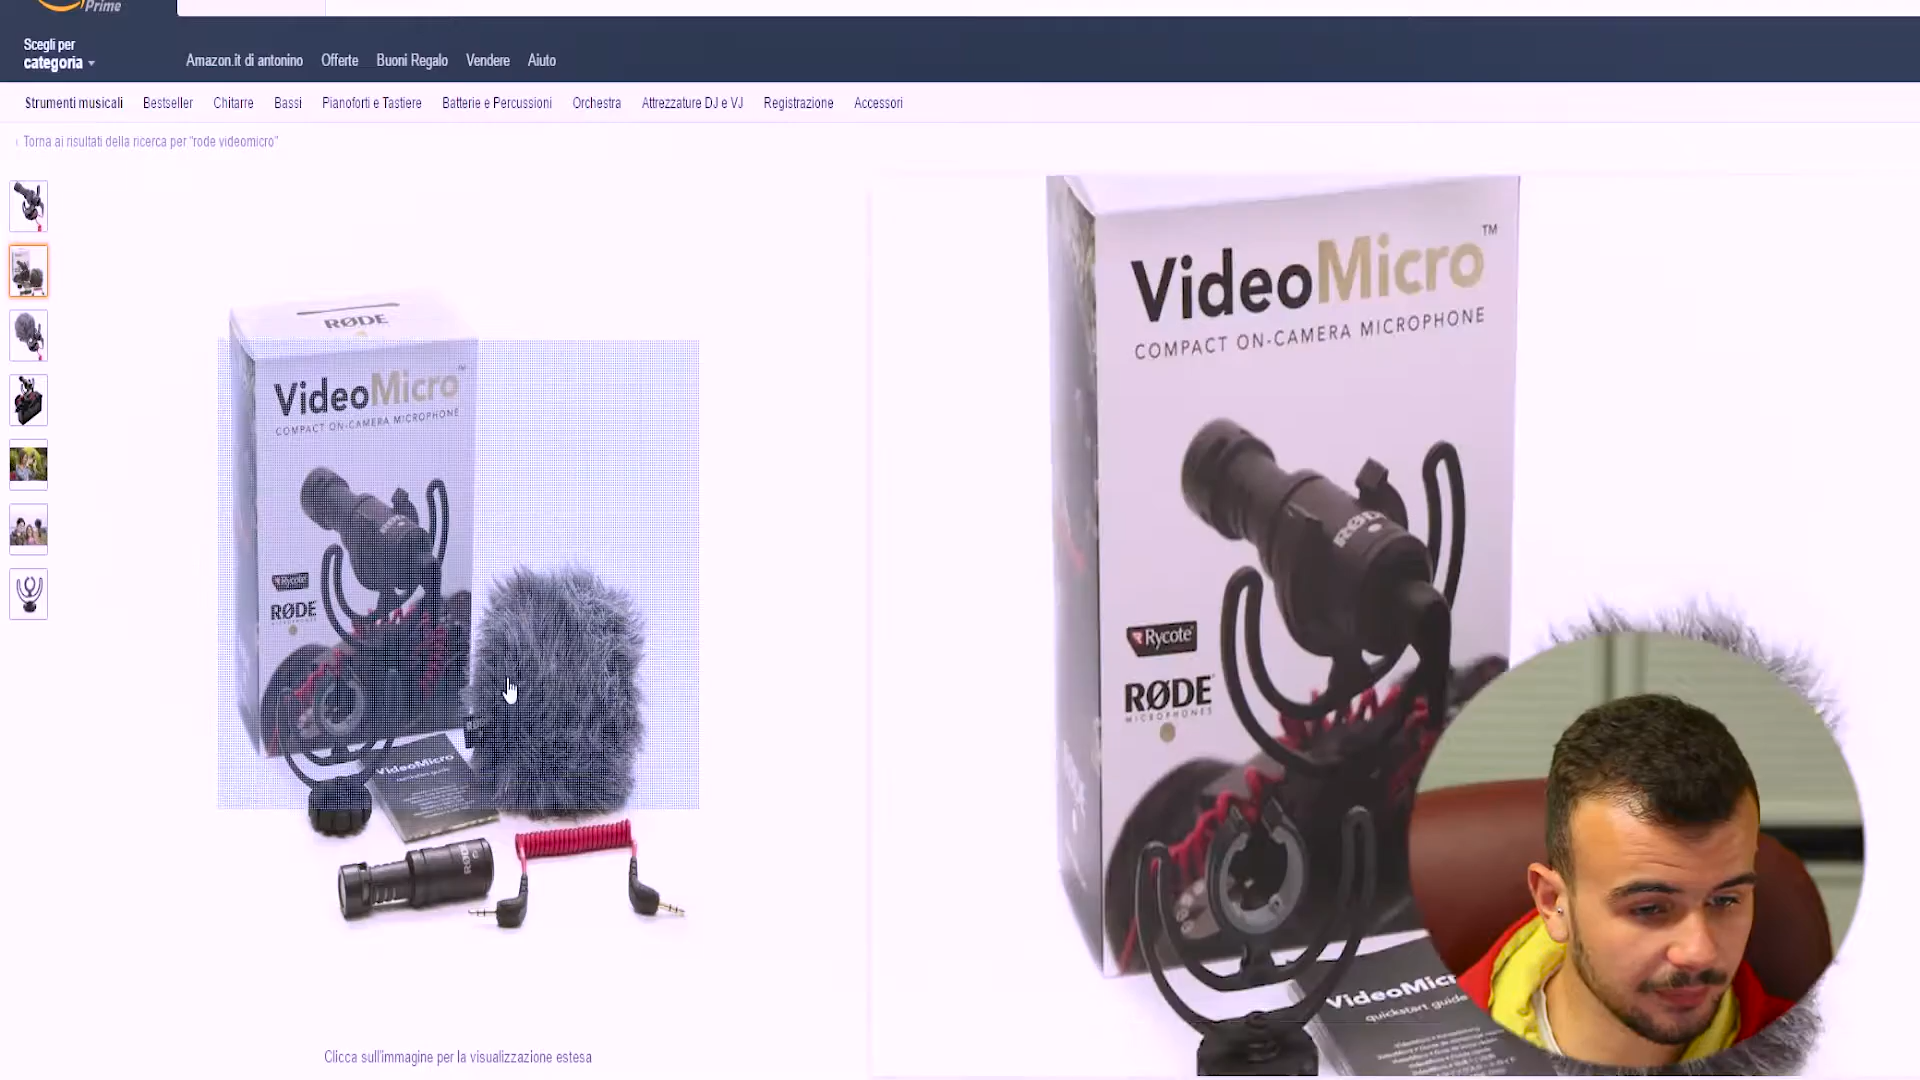 Prime
Scegli per
categoria
Amazon.it di antonino Offerte Buoni Regalo Vendere Aiuto
Strumenti musicali Bestseller Chitarre Bassi Pianoforti e Tastiere Batterie e Percussioni Orchestra Attrezzature DJ e VJ Registrazione Accessori
‹ Torna ai risultati della ricerca per "rode videomicro"
RØDE
VideoMicro™
COMPACT ON-CAMERA MICROPHONE
Rycote
RØDE
VideoMicro
RØDE
Clicca sull'immagine per la visualizzazione estesa
VideoMicro™
COMPACT ON-CAMERA MICROPHONE
RØDE
Rycote
RØDE
MICROPHONES
VideoMicr
quickstart guide